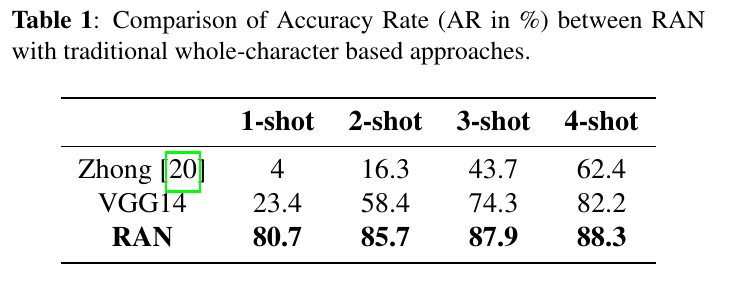 Table 1: Comparison of Accuracy Rate (AR in %) between RAN
with traditional whole-character based approaches.
1-shot 2-shot 3-shot 4-shot
Zhong [20] 4 16.3 43.7 62.4
VGG14 23.4 58.4 74.3 82.2
RAN 80.7 85.7 87.9 88.3